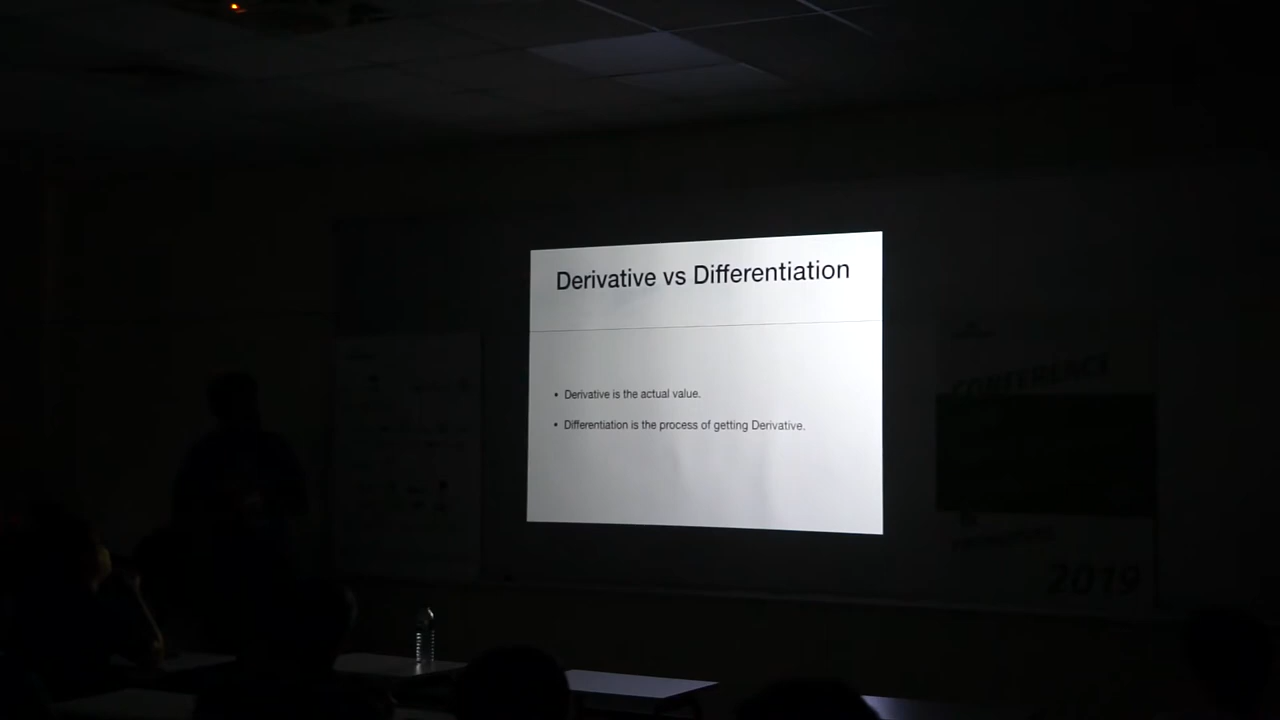 Derivative vs Differentiation
• Derivative is the actual value.
• Differentiation is the process of getting Derivative.
2019